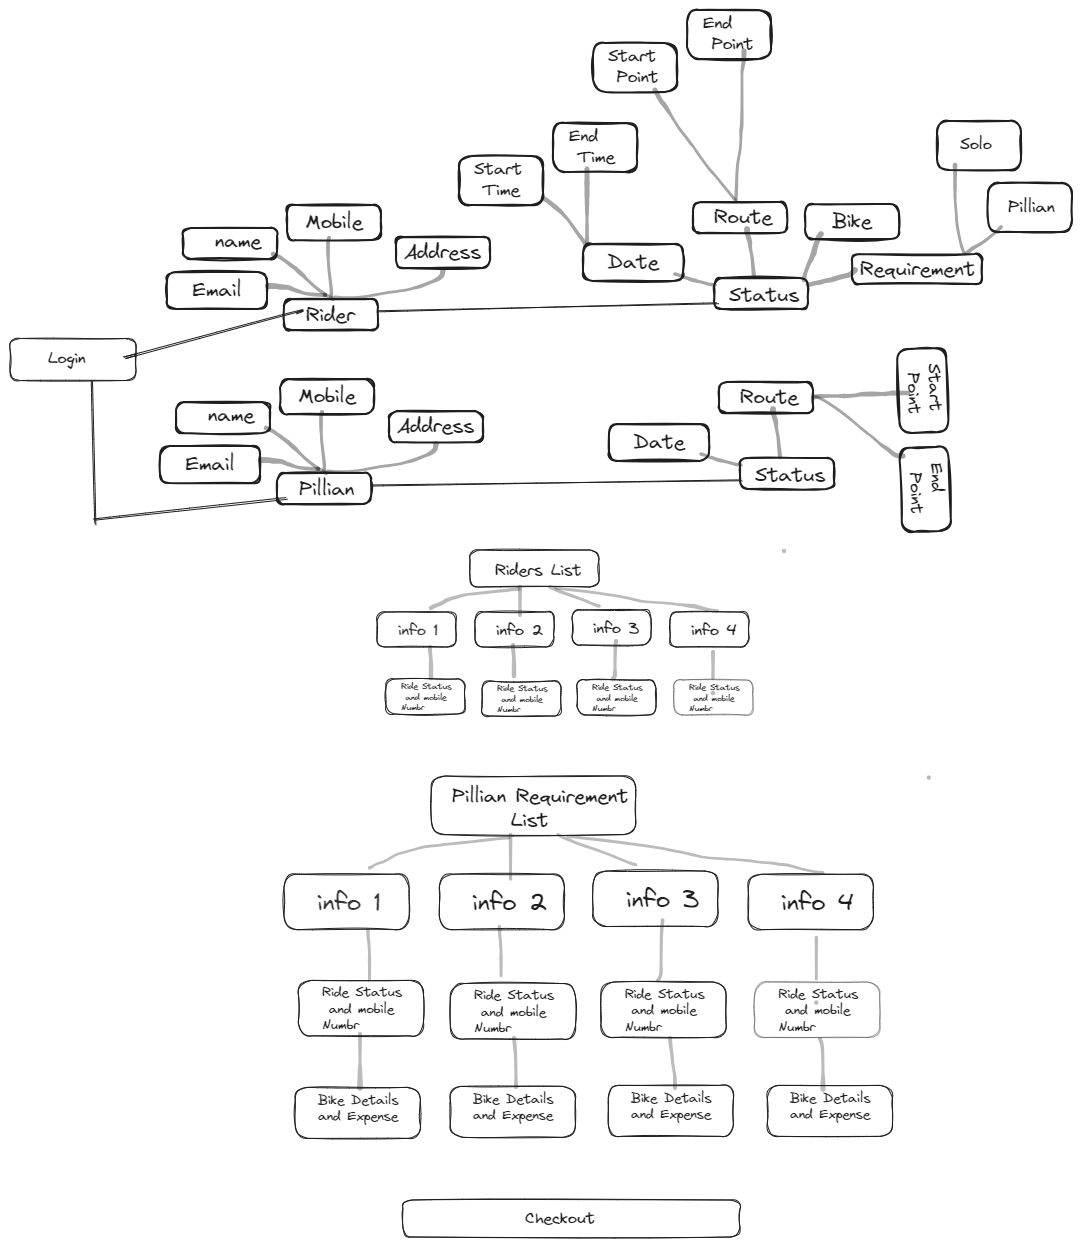 End
Point
Start
Point
End
Time
Solo
Start
Time
Pillian
Mobile
Route
Bike
name
Address
Date
Requirement
Email
Status
Rider
Login
Start
Point
Mobile
Route
name
Address
Date
Email
Status
End
Point
Pillian
Riders List
info 1
info 2
info 3
info 4
Ride Status
and mobile
Numbr
Ride Status
and mobile
Numbr
Ride Status
and mobile
Numbr
Ride Status
and mobile
Numbr
Pillian Requirement
List
info 1
info 2
info 3
info 4
Ride Status
and mobile
Numbr
Ride Status
and mobile
Numbr
Ride Status
and mobile
Numbr
Ride Status
and mobile
Numbr
Bike Details
and Expense
Bike Details
and Expense
Bike Details
and Expense
Bike Details
and Expense
Checkout